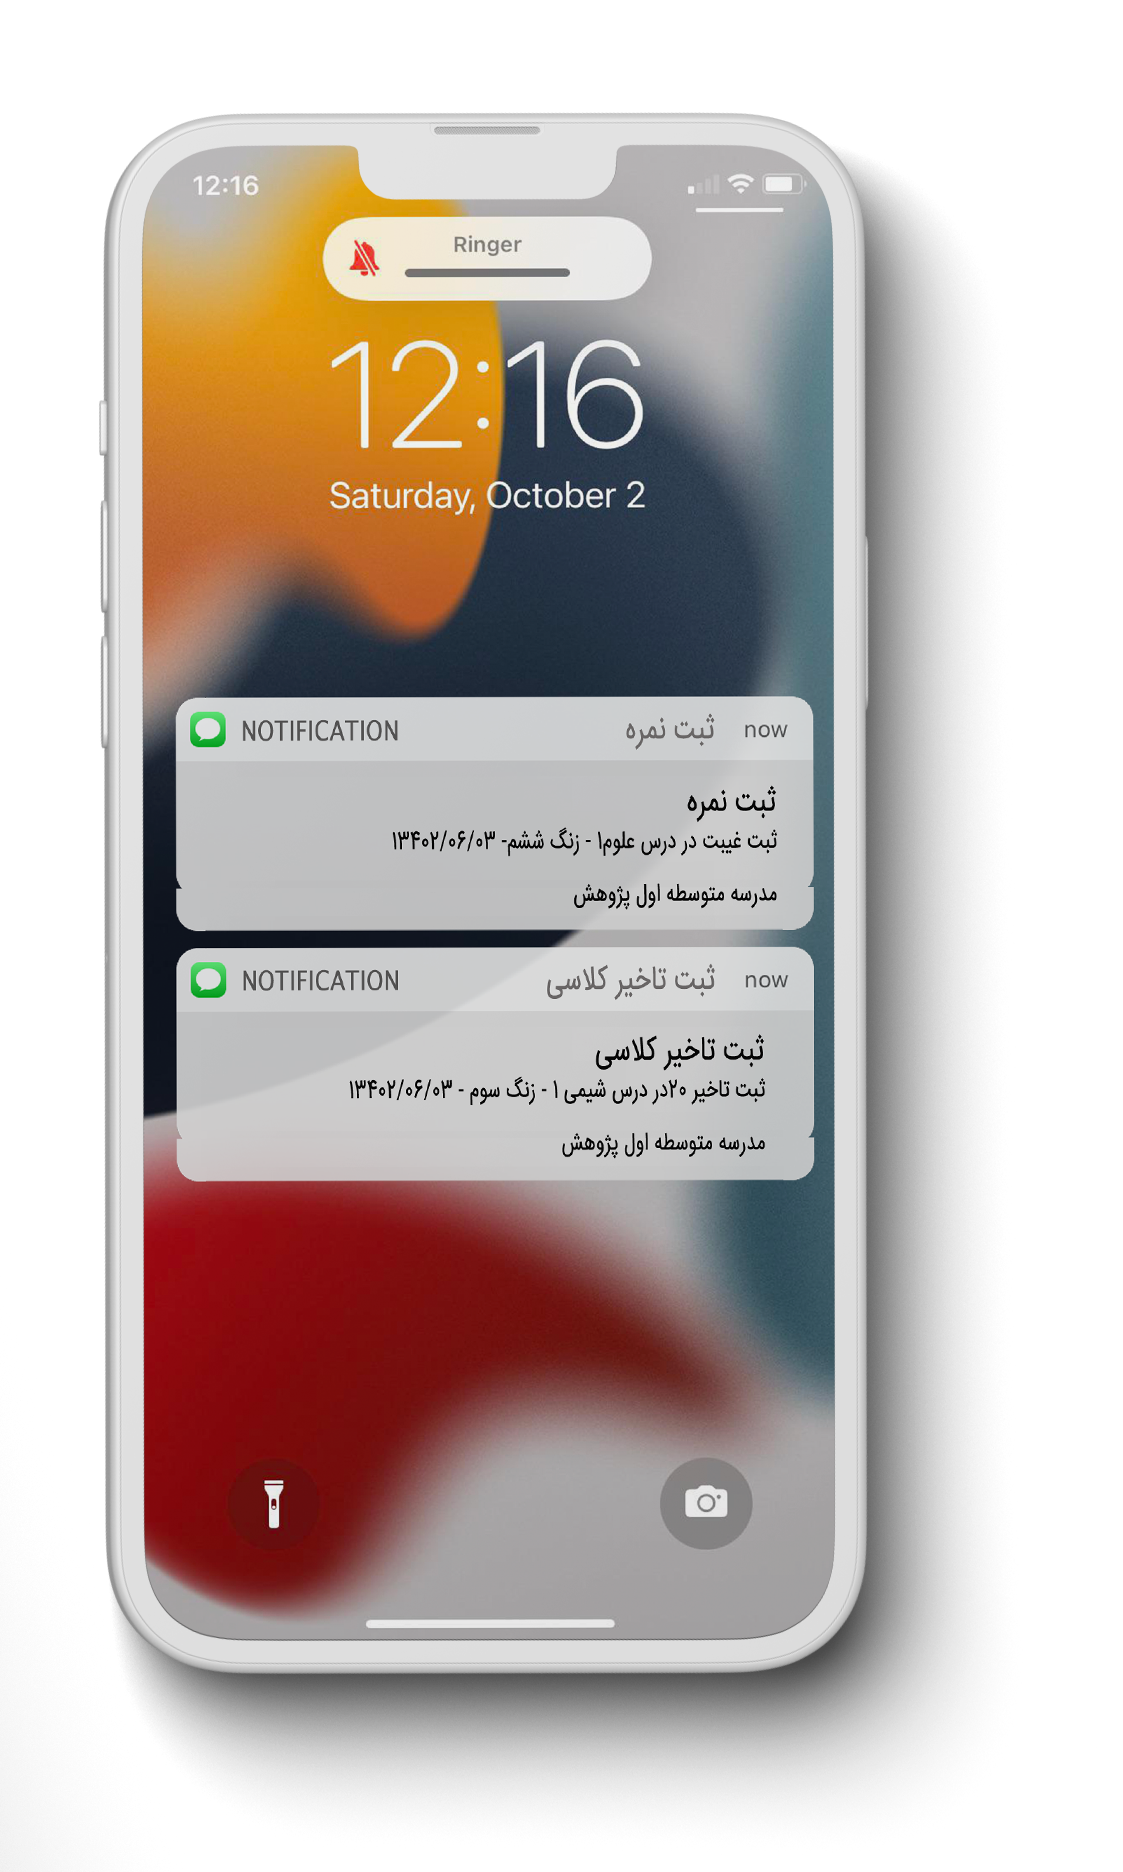 12:16
Ringer
12:16
Saturday, October 2
NOTIFICATION ثبت نمره now
ثبت نمره
ثبت غیبت در درس علوم۱ - زنگ ششم- ۱۳۴۰۲/۰۶/۰۳
مدرسه متوسطه اول پژوهش
NOTIFICATION ثبت تاخیر کلاسی now
ثبت تاخیر کلاسی
ثبت تاخیر ۲۰در درس شیمی ۱ - زنگ سوم - ۱۳۴۰۲/۰۶/۰۳
مدرسه متوسطه اول پژوهش